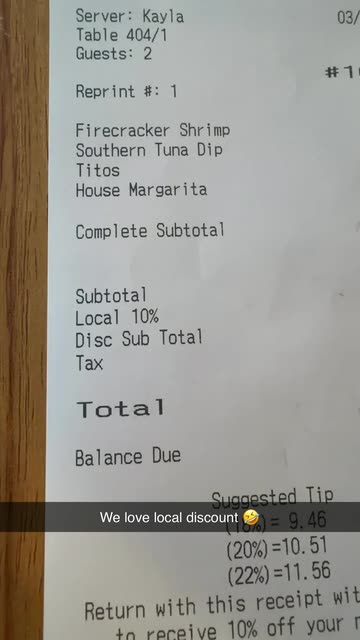 Server: Kayla
03/
Table 404/1
Guests: 2
#1
Reprint #: 1
Firecracker Shrimp
Southern Tuna Dip
Titos
House Margarita
Complete Subtotal
Subtotal
Local 10%
Disc Sub Total
Tax
Total
Balance Due
Suggested Tip
We love local discount 🤣
(18%)= 9.46
(20%)=10.51
(22%)=11.56
Return with this receipt wit
to receive 10% off your